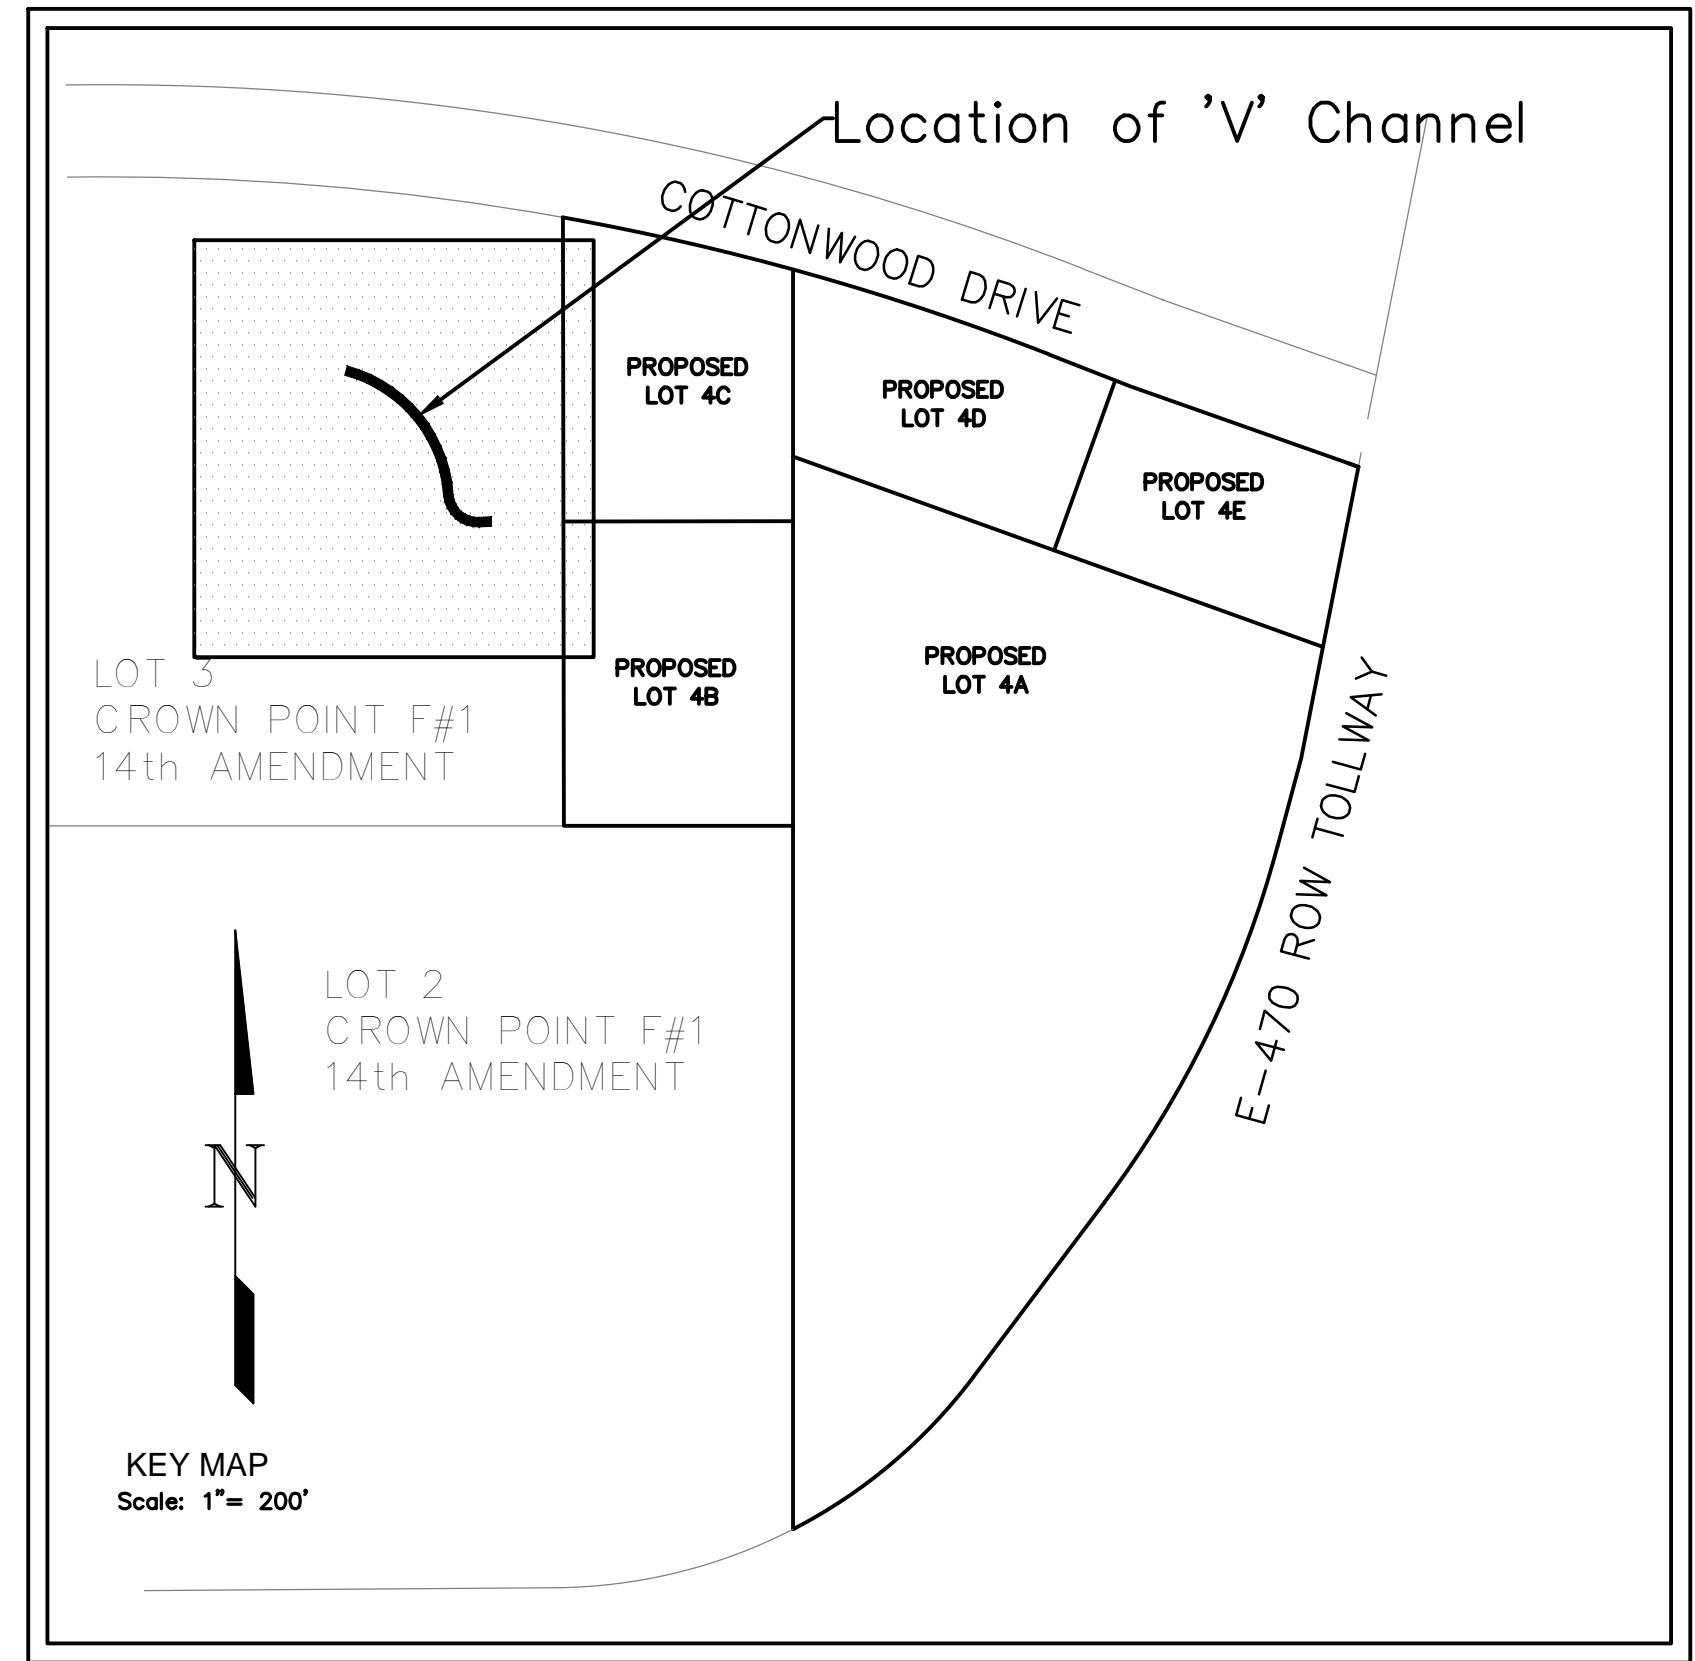 Location of 'V' Channel
COTTONWOOD DRIVE
PROPOSED
LOT 4C
PROPOSED
LOT 4D
PROPOSED
LOT 4E
PROPOSED
LOT 4B
PROPOSED
LOT 4A
LOT 3
CROWN POINT F#1
14th AMENDMENT
E-470 ROW TOLLWAY
LOT 2
CROWN POINT F#1
14th AMENDMENT
N
KEY MAP
Scale: 1"= 200'